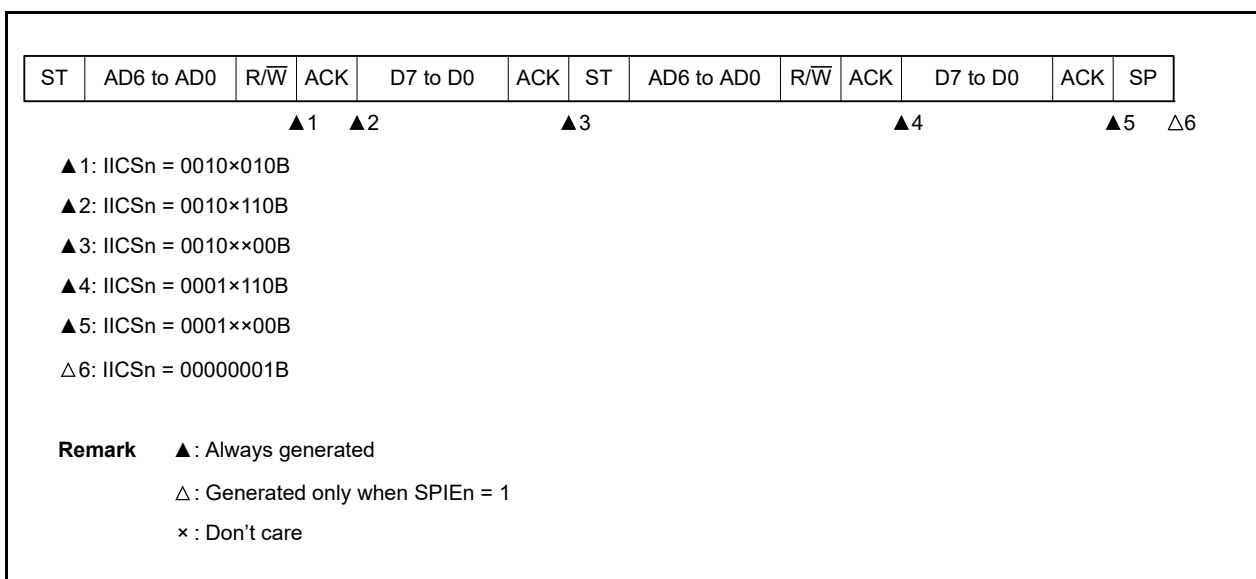 ST AD6 to AD0 R/W̅ ACK D7 to D0 ACK ST AD6 to AD0 R/W̅ ACK D7 to D0 ACK SP
▲1 ▲2 ▲3 ▲4 ▲5 △6
▲1: IICSn = 0010×010B
▲2: IICSn = 0010×110B
▲3: IICSn = 0010××00B
▲4: IICSn = 0001×110B
▲5: IICSn = 0001××00B
△6: IICSn = 00000001B
Remark ▲: Always generated
△: Generated only when SPIEn = 1
× : Don't care